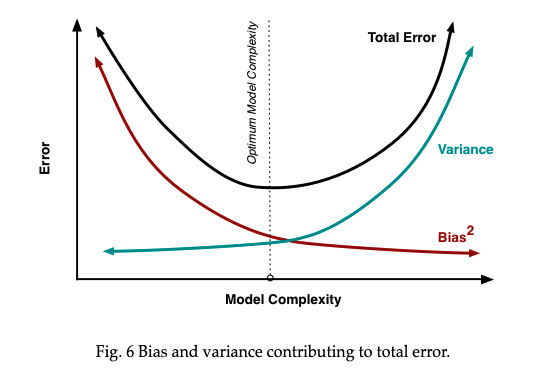 Optimum Model Complexity
Total Error
Error
Variance
Bias2
Model Complexity
Fig. 6 Bias and variance contributing to total error.